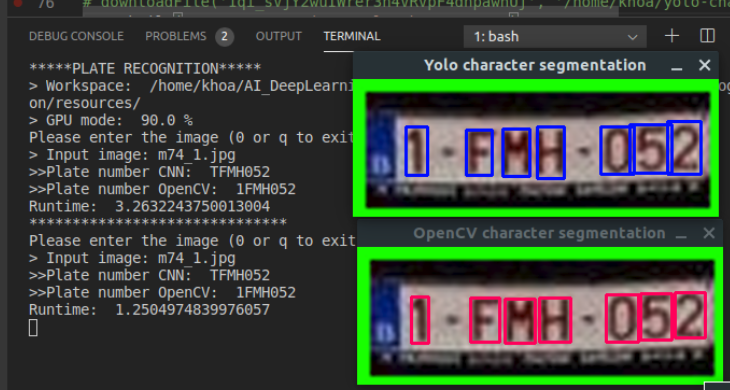 76 # downloadFile('1qi_sVjY2wuIWrer3n4vRvpF4dhpawnUj', '/home/khoa/yolo-cha
DEBUG CONSOLE PROBLEMS 2 OUTPUT TERMINAL 1: bash
*****PLATE RECOGNITION*****
> Workspace: /home/khoa/AI_DeepLearni
on/resources/
> GPU mode: 90.0 %
Please enter the image (0 or q to exit
> Input image: m74_1.jpg
>>Plate number CNN: TFMH052
>>Plate number OpenCV: 1FMH052
Runtime: 3.2632243750013004
******************************
Please enter the image (0 or q to exit
> Input image: m74_1.jpg
>>Plate number CNN: TFMH052
>>Plate number OpenCV: 1FMH052
Runtime: 1.2504974839976057
Yolo character segmentation
B 1-FMH-052
OpenCV character segmentation
B 1-FMH-052